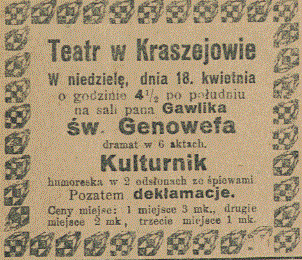 Teatr w Kraszejowie
W niedzielę, dnia 18. kwietnia
o godzinie 4½ po południu
na sali pana Gawlika
św. Genowefa
dramat w 6 aktach.
Kulturnik
humoreska w 2 odsłonach ze śpiewami
Pozatem deklamacje.
Ceny miejsc: 1 miejsce 3 mk., drugie
miejsce 2 mk, trzecie miejsce 1 mk.